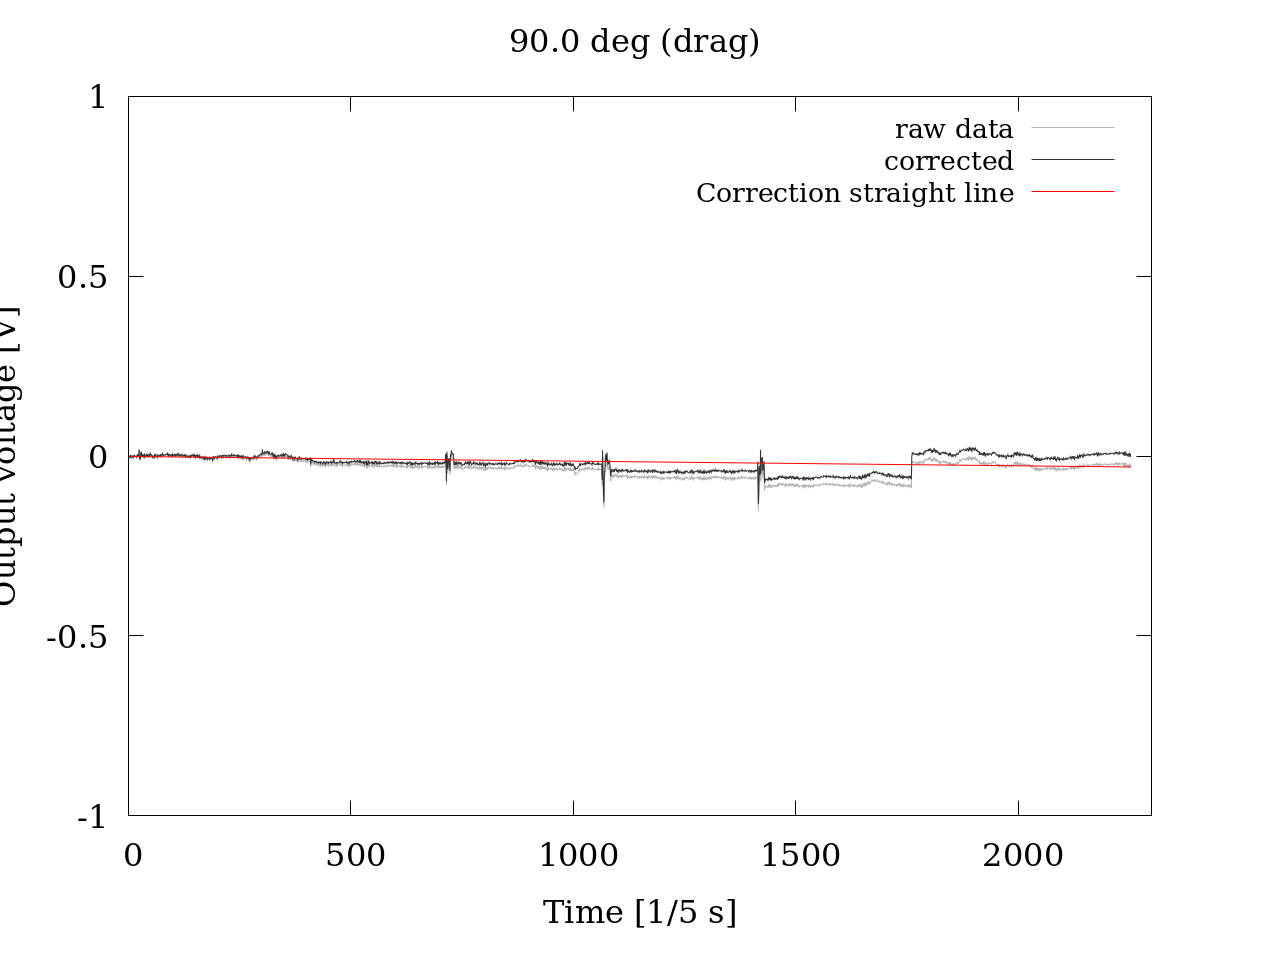 90.0 deg (drag)
raw data
corrected
Correction straight line
1
0.5
0
-0.5
-1
Output voltage [V]
0 500 1000 1500 2000
Time [1/5 s]